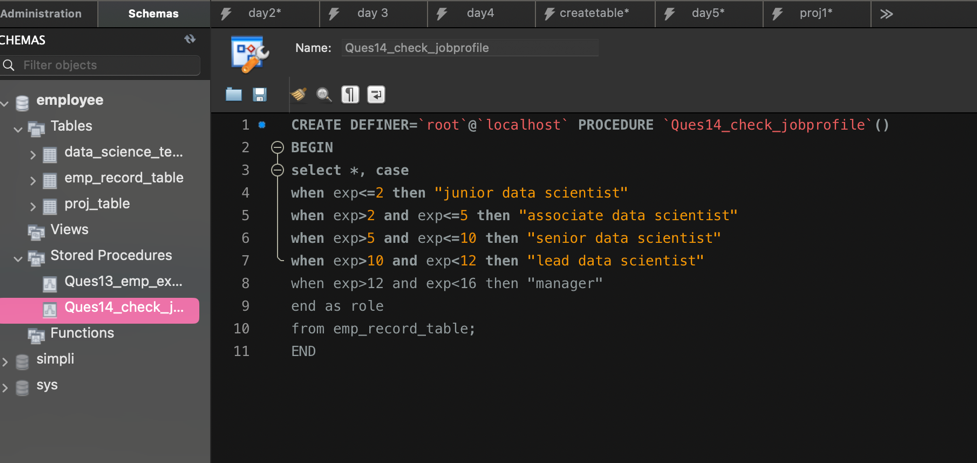 Administration
Schemas
day2*
day 3
day4
createtable*
day5*
proj1*
CHEMAS
Filter objects
employee
Tables
data_science_te...
emp_record_table
proj_table
Views
Stored Procedures
Ques13_emp_ex...
Ques14_check_j...
Functions
simpli
sys
Name: Ques14_check_jobprofile
1 CREATE DEFINER=`root`@`localhost` PROCEDURE `Ques14_check_jobprofile`()
2 BEGIN
3 select *, case
4 when exp<=2 then "junior data scientist"
5 when exp>2 and exp<=5 then "associate data scientist"
6 when exp>5 and exp<=10 then "senior data scientist"
7 when exp>10 and exp<12 then "lead data scientist"
8 when exp>12 and exp<16 then "manager"
9 end as role
10 from emp_record_table;
11 END